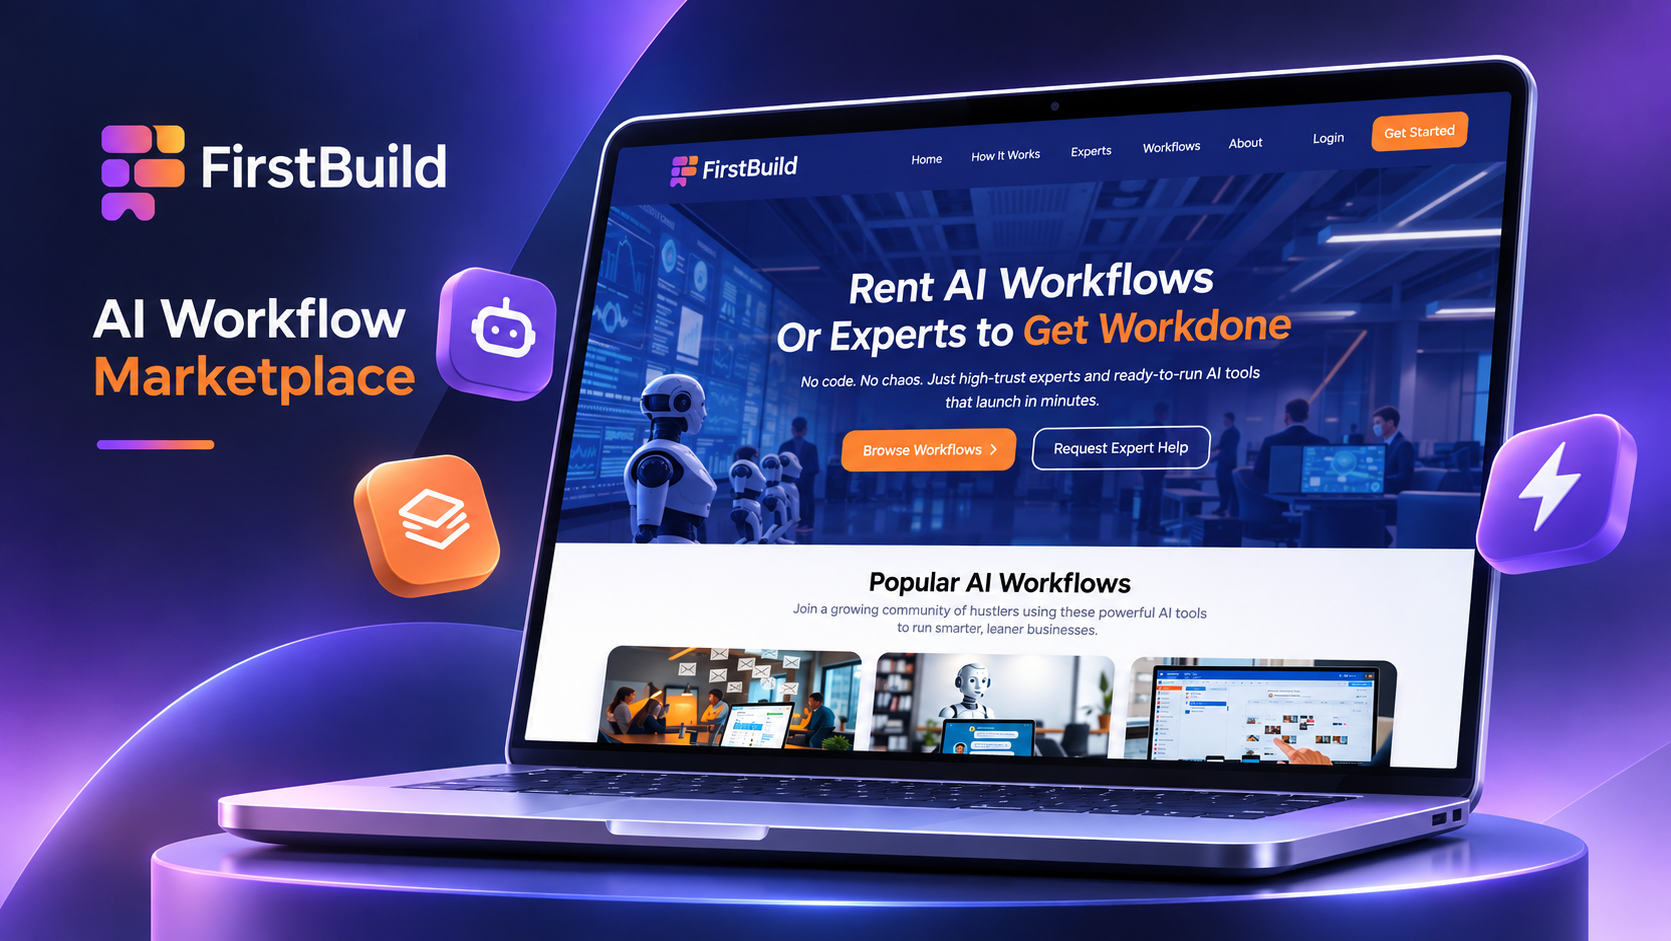 FirstBuild
AI Workflow
Marketplace
FirstBuild
Home
How It Works
Experts
Workflows
About
Login
Get Started
Rent AI Workflows
Or Experts to Get Workdone
No code. No chaos. Just high-trust experts and ready-to-run AI tools
that launch in minutes.
Browse Workflows
Request Expert Help
Popular AI Workflows
Join a growing community of hustlers using these powerful AI tools
to run smarter, leaner businesses.